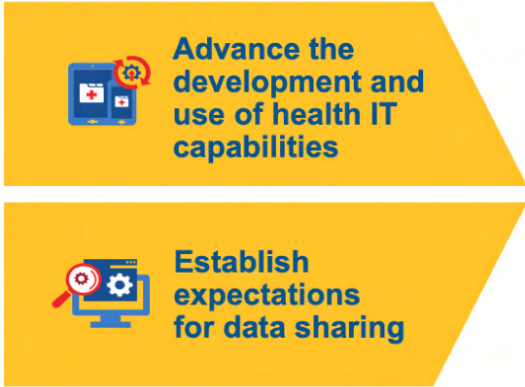 Advance the
development and
use of health IT
capabilities
Establish
expectations
for data sharing